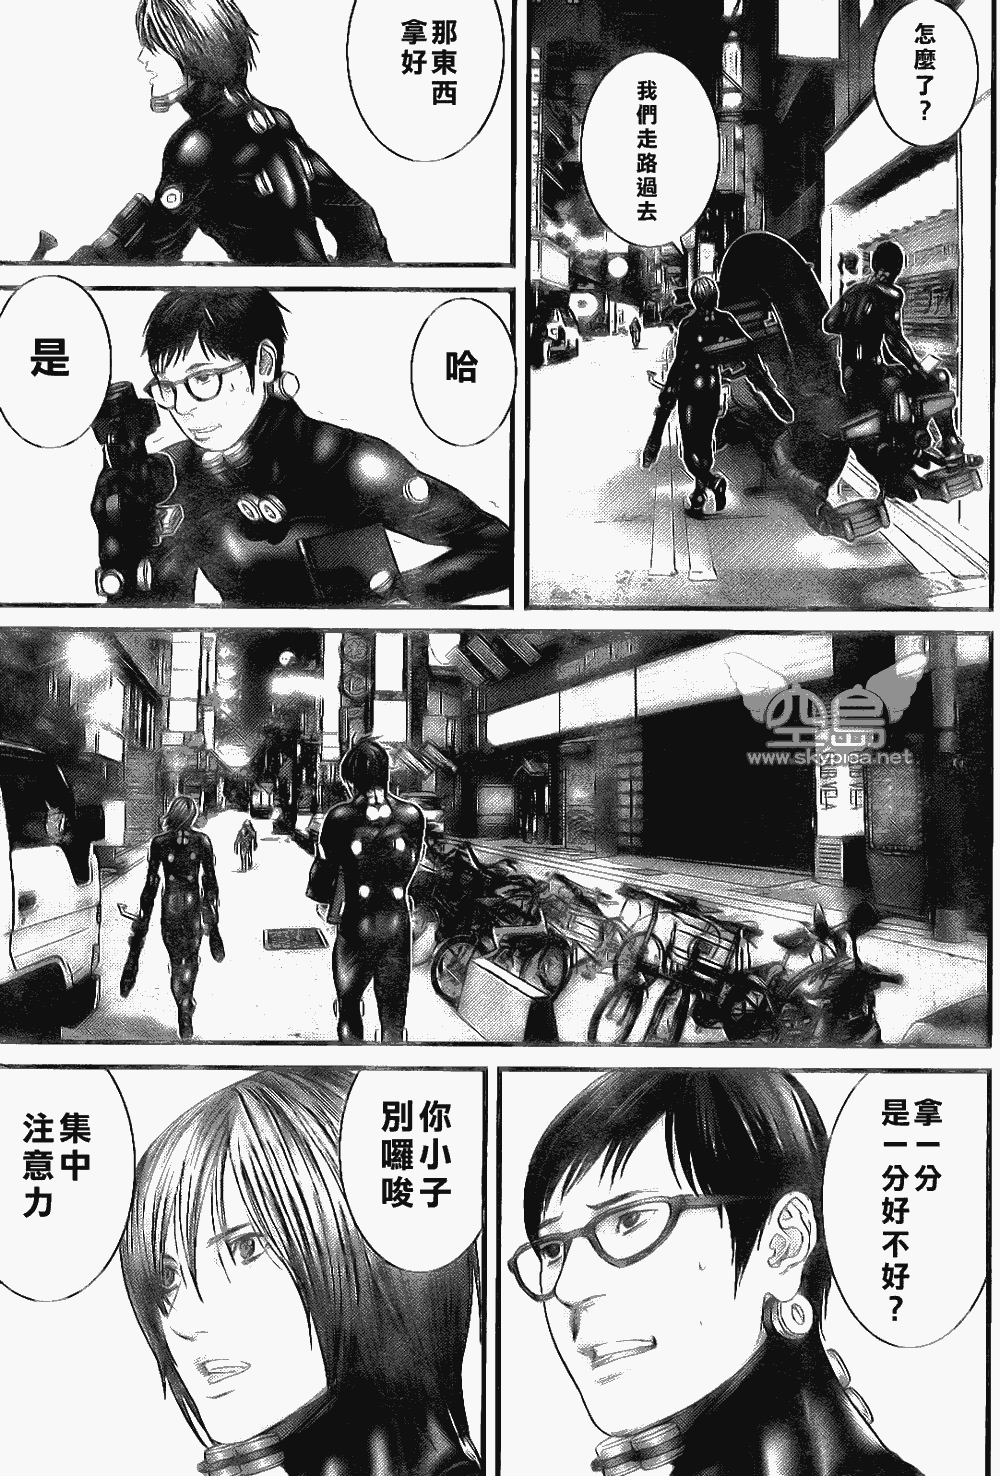 怎麼了？
我們走路過去
那東西
拿好
哈
是
空島
www.skypica.net
拿一分
是一分好不好？
你小子
別囉唆
集中
注意力